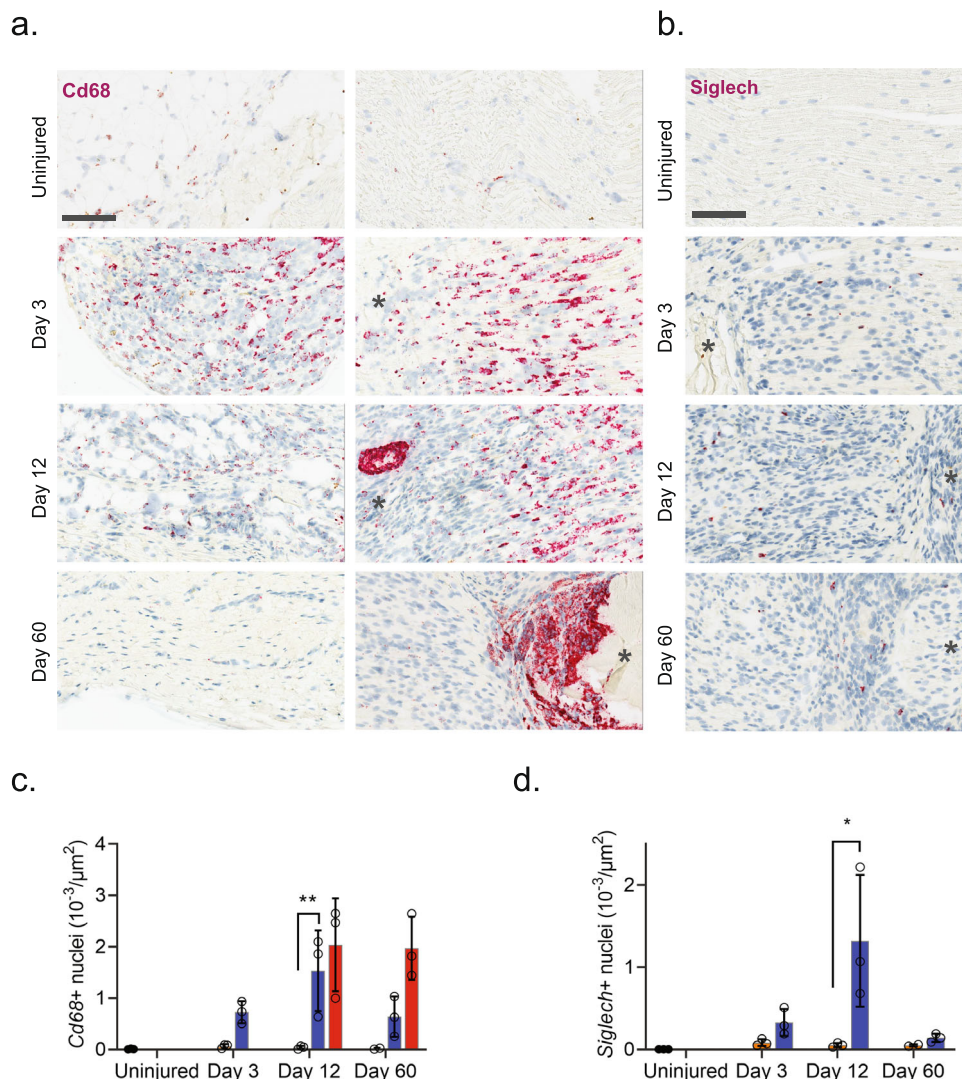 a.
b.
Cd68
Siglech
Uninjured
Uninjured
*
*
Day 3
Day 3
*
*
Day 12
Day 12
*
*
Day 60
Day 60
c.
d.
Cd68+ nuclei (10⁻³/μm²)
4
3
2
1
0
**
Uninjured Day 3 Day 12 Day 60
Siglech+ nuclei (10⁻³/μm²)
2
1
0
*
Uninjured Day 3 Day 12 Day 60